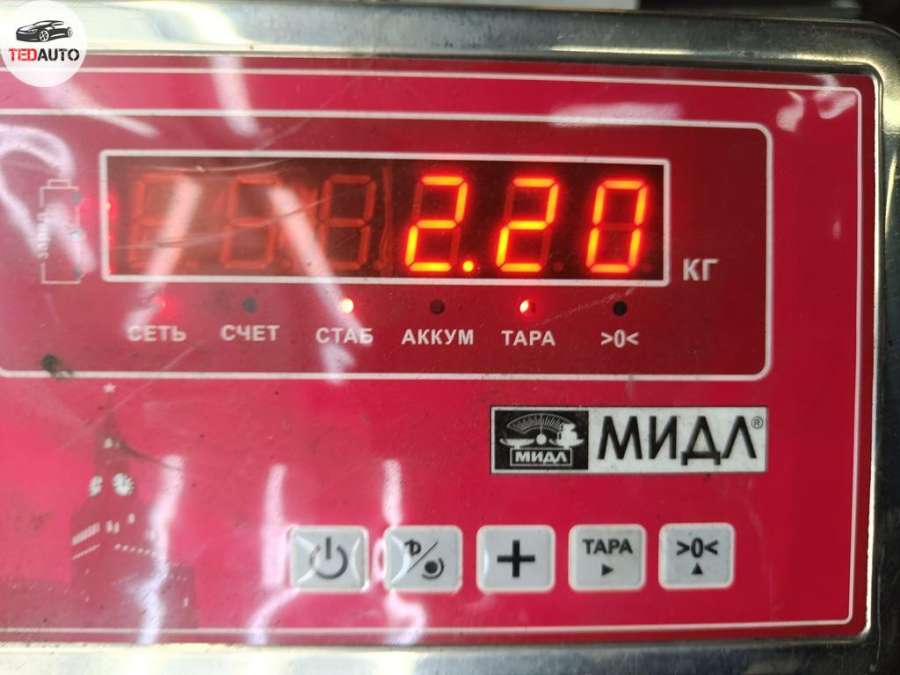 TEDAUTO
2.20
КГ
СЕТЬ СЧЕТ СТАБ АККУМ ТАРА >0<
МИДЛ МИДЛ®
+ ТАРА >0<